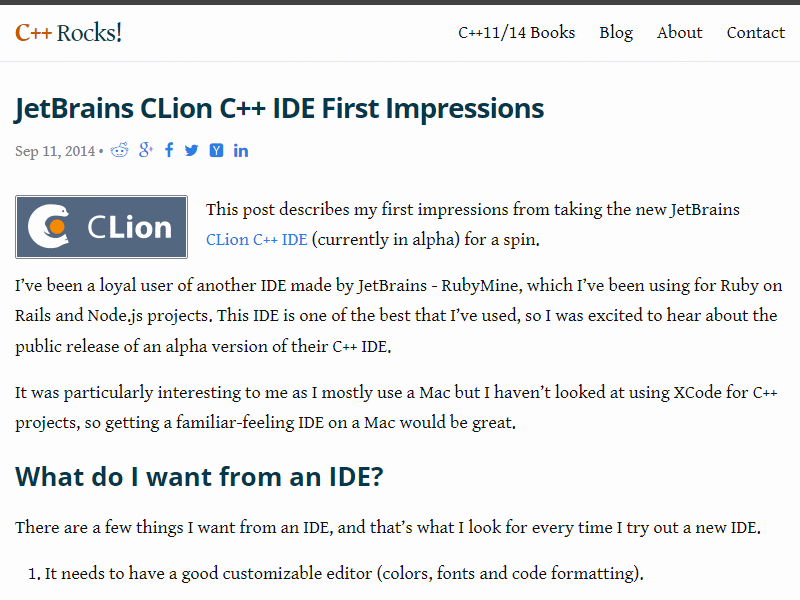 C++ Rocks!
C++11/14 Books Blog About Contact
JetBrains CLion C++ IDE First Impressions
Sep 11, 2014 •
CLion
This post describes my first impressions from taking the new JetBrains
CLion C++ IDE (currently in alpha) for a spin.
I’ve been a loyal user of another IDE made by JetBrains - RubyMine, which I’ve been using for Ruby on
Rails and Node.js projects. This IDE is one of the best that I’ve used, so I was excited to hear about the
public release of an alpha version of their C++ IDE.
It was particularly interesting to me as I mostly use a Mac but I haven’t looked at using XCode for C++
projects, so getting a familiar-feeling IDE on a Mac would be great.
What do I want from an IDE?
There are a few things I want from an IDE, and that’s what I look for every time I try out a new IDE.
1. It needs to have a good customizable editor (colors, fonts and code formatting).